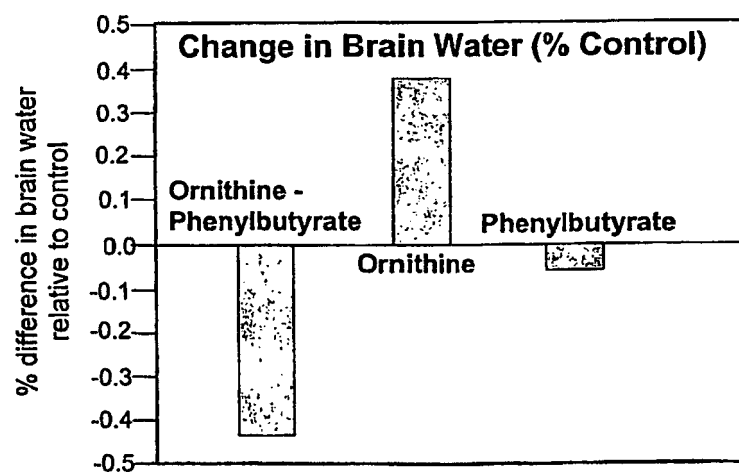 Change in Brain Water (% Control)
% difference in brain water
relative to control
0.5
0.4
0.3
0.2
0.1
0.0
-0.1
-0.2
-0.3
-0.4
-0.5
Ornithine -
Phenylbutyrate
Ornithine
Phenylbutyrate